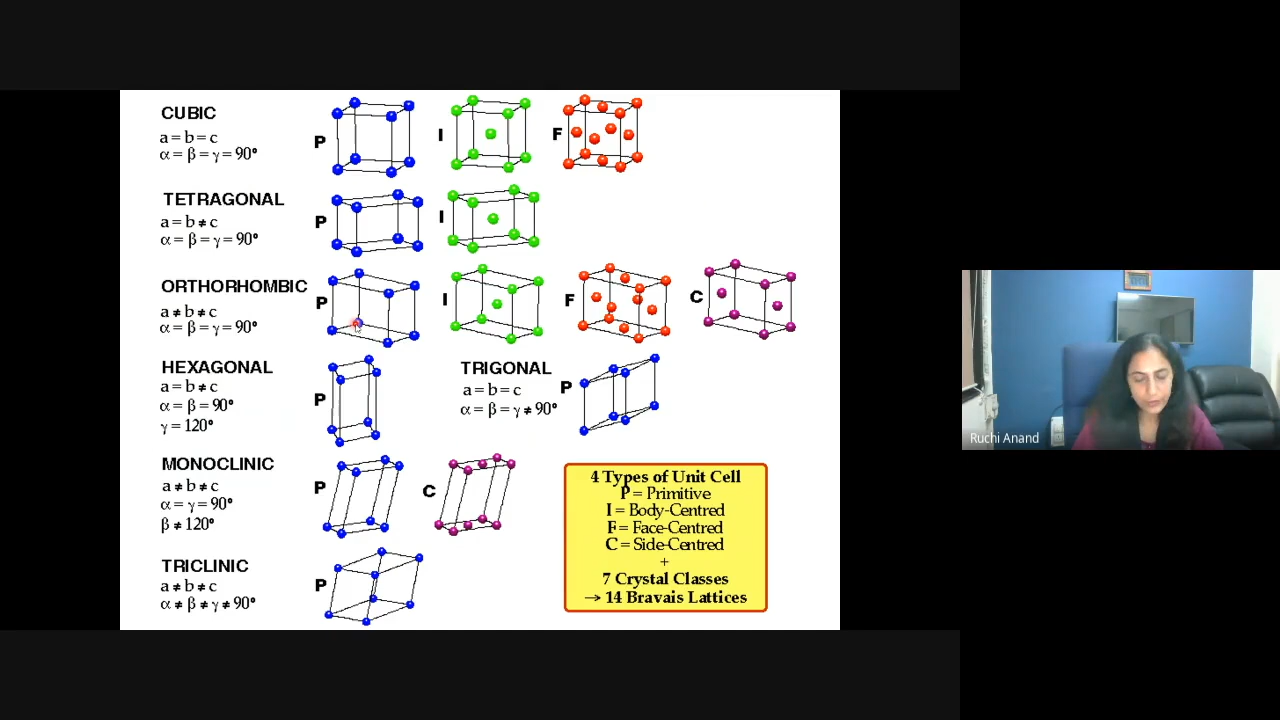 CUBIC
a = b = c
α = β = γ = 90°
P
I
F
TETRAGONAL
a = b ≠ c
α = β = γ = 90°
P
I
ORTHORHOMBIC
a ≠ b ≠ c
α = β = γ = 90°
P
I
F
C
HEXAGONAL
a = b ≠ c
α = β = 90°
γ = 120°
P
TRIGONAL
a = b = c
α = β = γ ≠ 90°
P
MONOCLINIC
a ≠ b ≠ c
α = γ = 90°
β ≠ 120°
P
C
TRICLINIC
a ≠ b ≠ c
α ≠ β ≠ γ ≠ 90°
P
4 Types of Unit Cell
P = Primitive
I = Body-Centred
F = Face-Centred
C = Side-Centred
+
7 Crystal Classes
→ 14 Bravais Lattices
Ruchi Anand